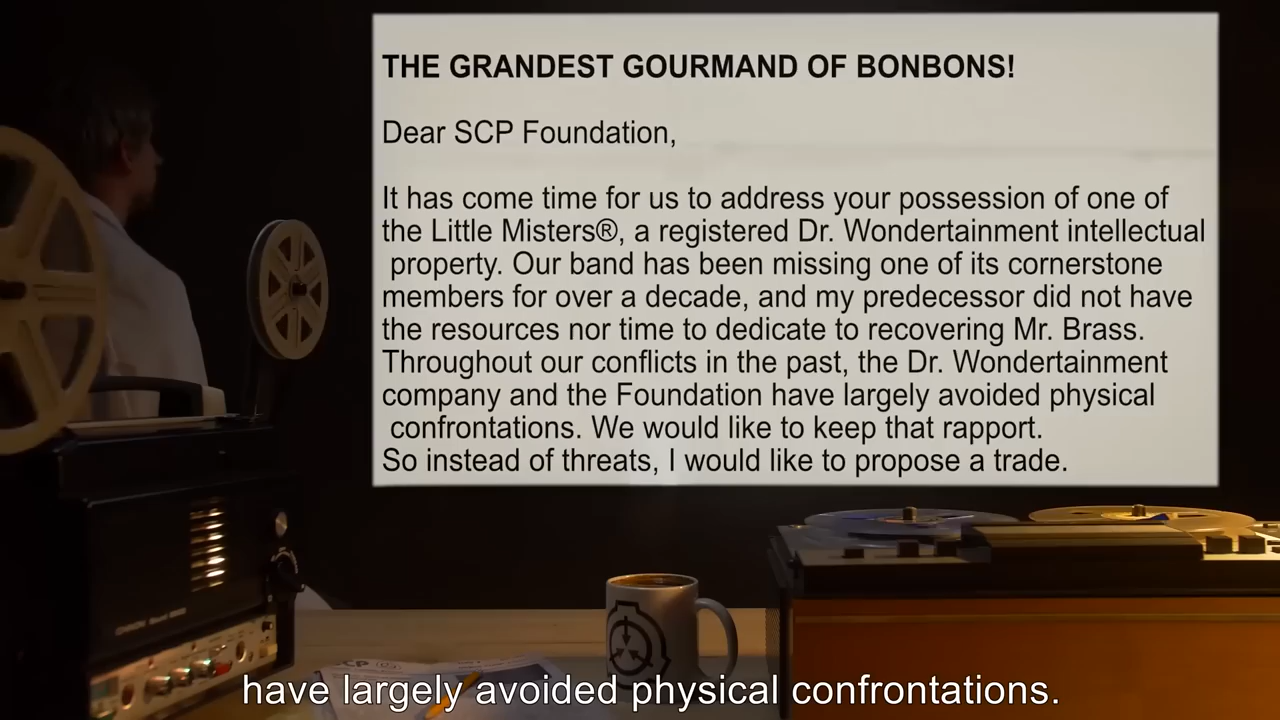 THE GRANDEST GOURMAND OF BONBONS!
Dear SCP Foundation,
It has come time for us to address your possession of one of
the Little Misters®, a registered Dr. Wondertainment intellectual
property. Our band has been missing one of its cornerstone
members for over a decade, and my predecessor did not have
the resources nor time to dedicate to recovering Mr. Brass.
Throughout our conflicts in the past, the Dr. Wondertainment
company and the Foundation have largely avoided physical
confrontations. We would like to keep that rapport.
So instead of threats, I would like to propose a trade.
have largely avoided physical confrontations.